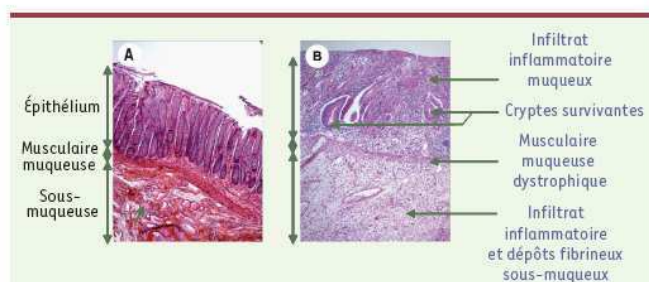 A
B
Épithélium
Musculaire
muqueuse
Sous-
muqueuse
Infiltrat
inflammatoire
muqueux
Cryptes survivantes
Musculaire
muqueuse
dystrophique
Infiltrat
inflammatoire
et dépôts fibrineux
sous-muqueux